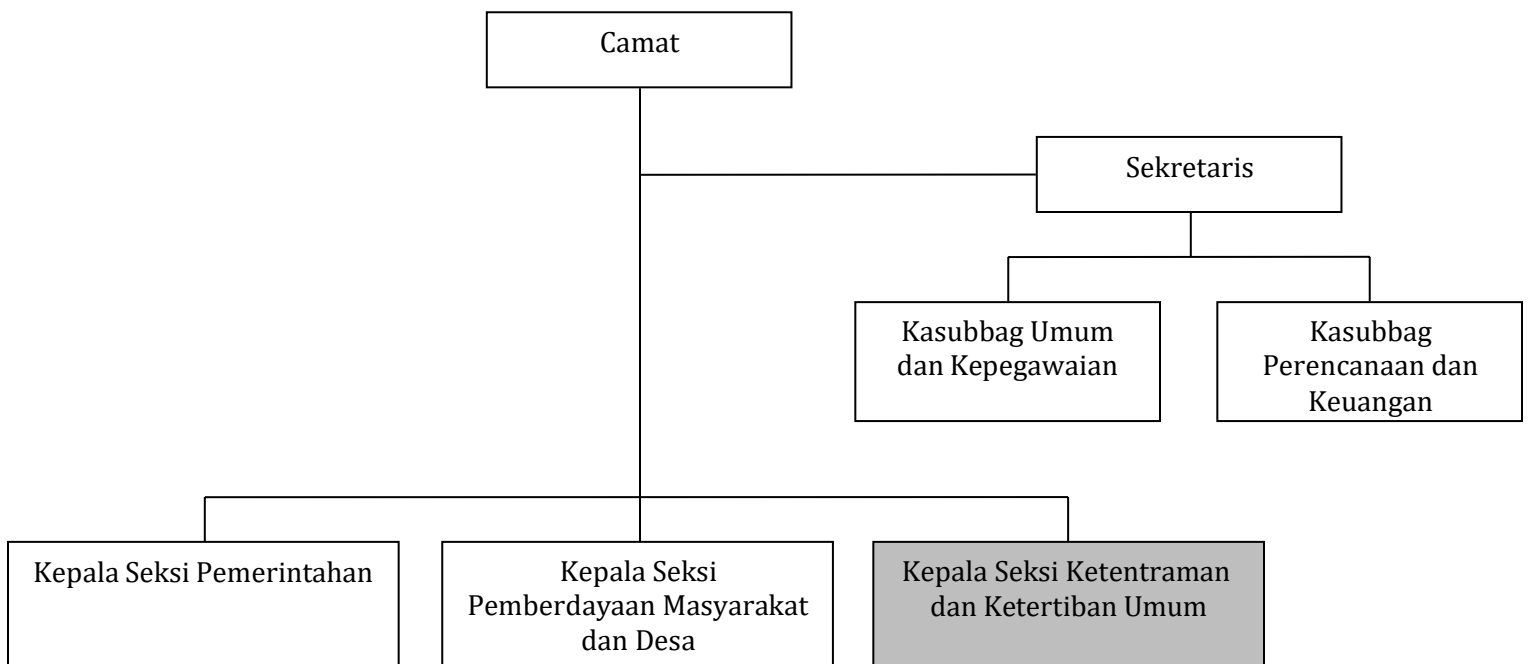 Camat
Sekretaris
Kasubbag Umum
dan Kepegawaian
Kasubbag
Perencanaan dan
Keuangan
Kepala Seksi Pemerintahan
Kepala Seksi
Pemberdayaan Masyarakat
dan Desa
Kepala Seksi Ketentraman
dan Ketertiban Umum